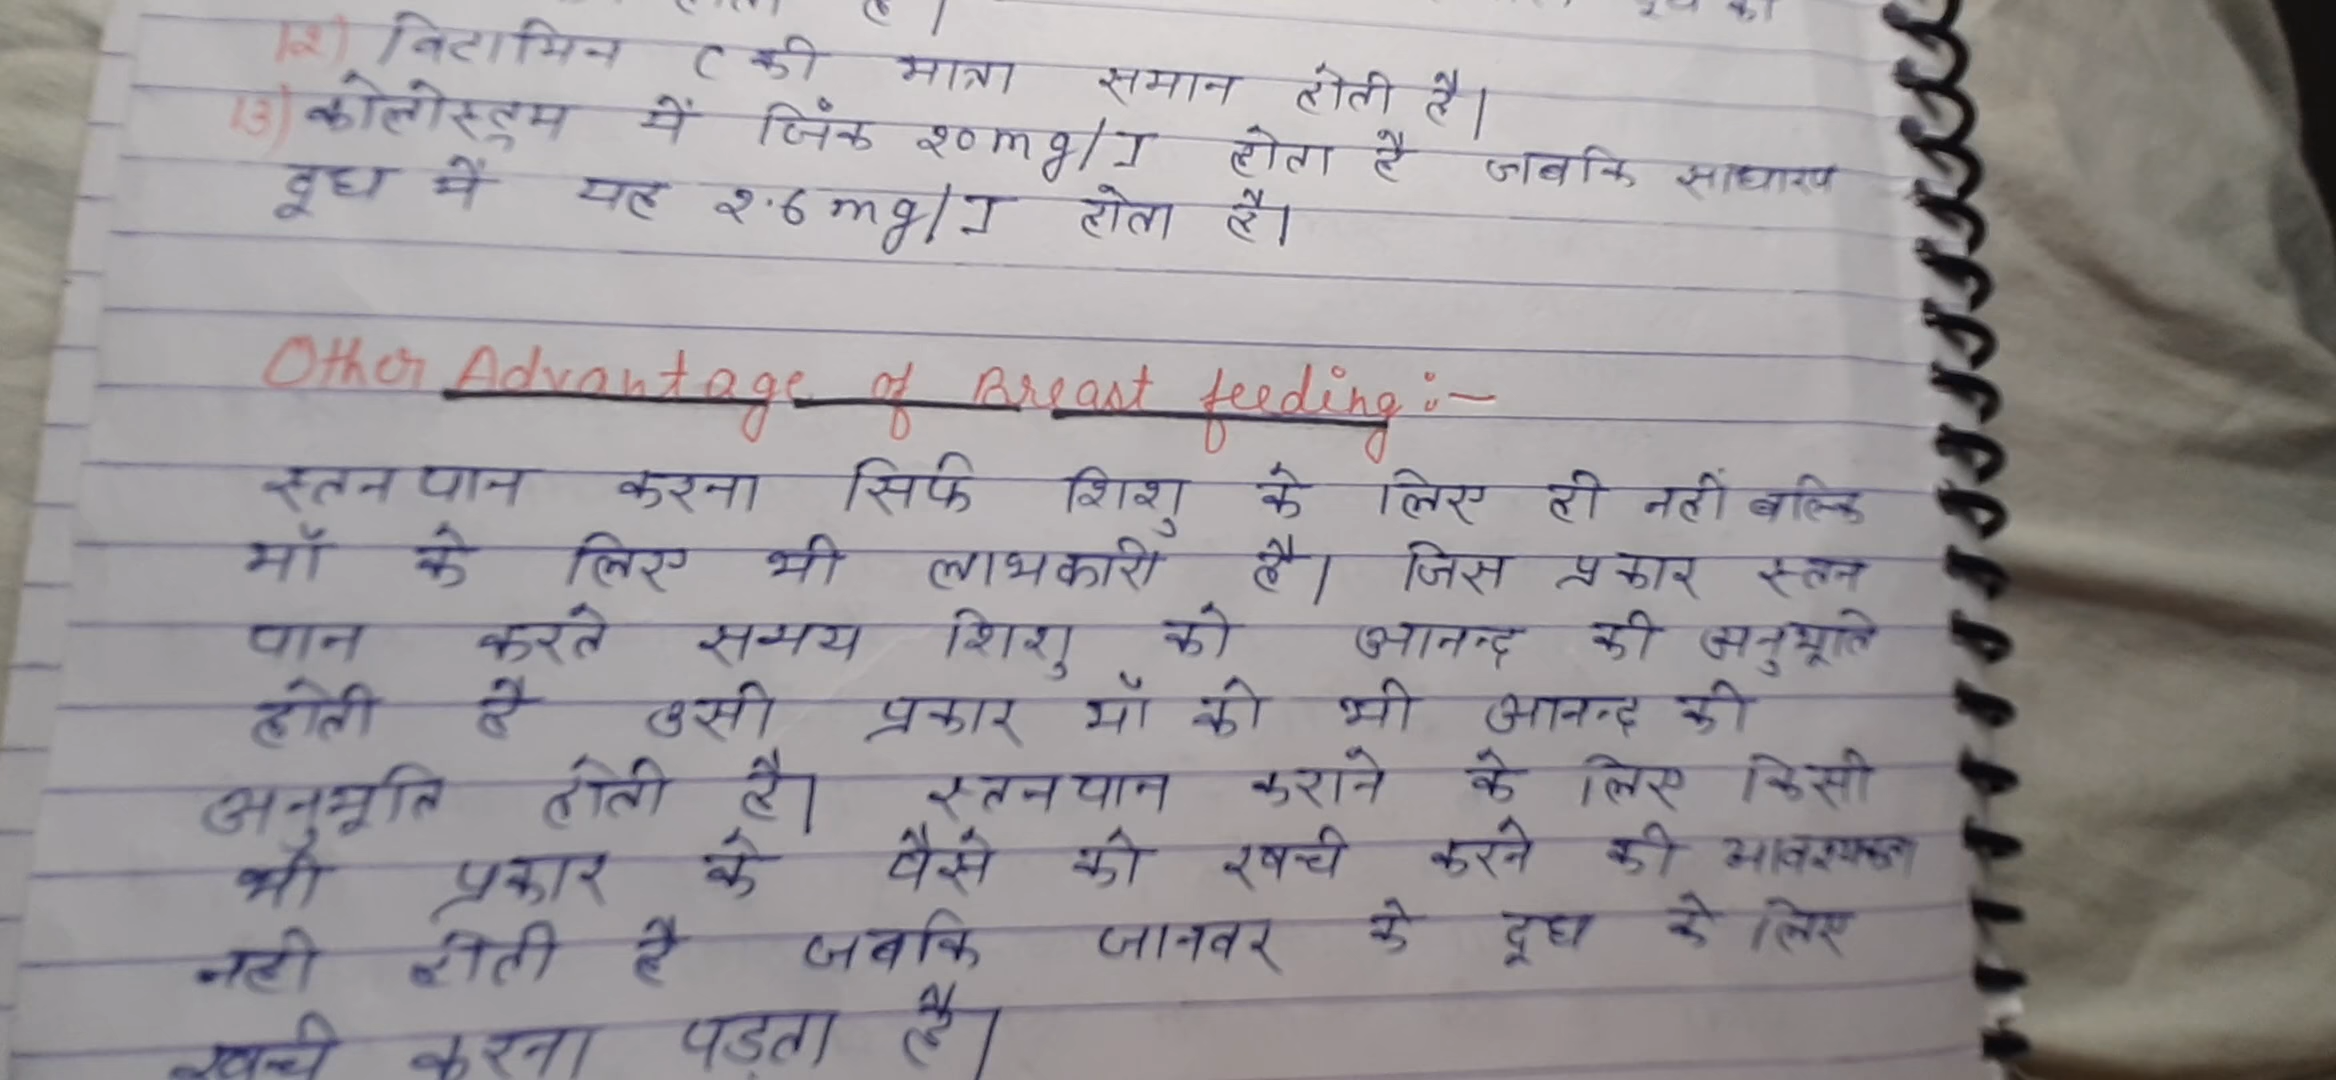 है।
12) विटामिन C की मात्रा समान होती है।
13) कोलोस्ट्रम में जिंक 20mg/I होता है जबकि साधारण
दूध में यह 2.6 mg/I होता है।
Other Advantage of Breast feeding :-
स्तनपान करना सिर्फ शिशु के लिए ही नहीं बल्कि
माँ के लिए भी लाभकारी है। जिस प्रकार स्तन
पान करते समय शिशु को आनन्द की अनुभूति
होती है उसी प्रकार माँ को भी आनन्द की
अनुभूति होती है। स्तनपान कराने के लिए किसी
भी प्रकार के पैसे को खर्च करने की आवश्यकता
नही होती है जबकि जानवर के दूध के लिए
खर्च करना पड़ता है।